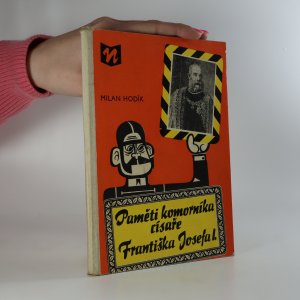 n
MILAN HODÍK
Paměti komorníka
císaře
Františka Josefa I.